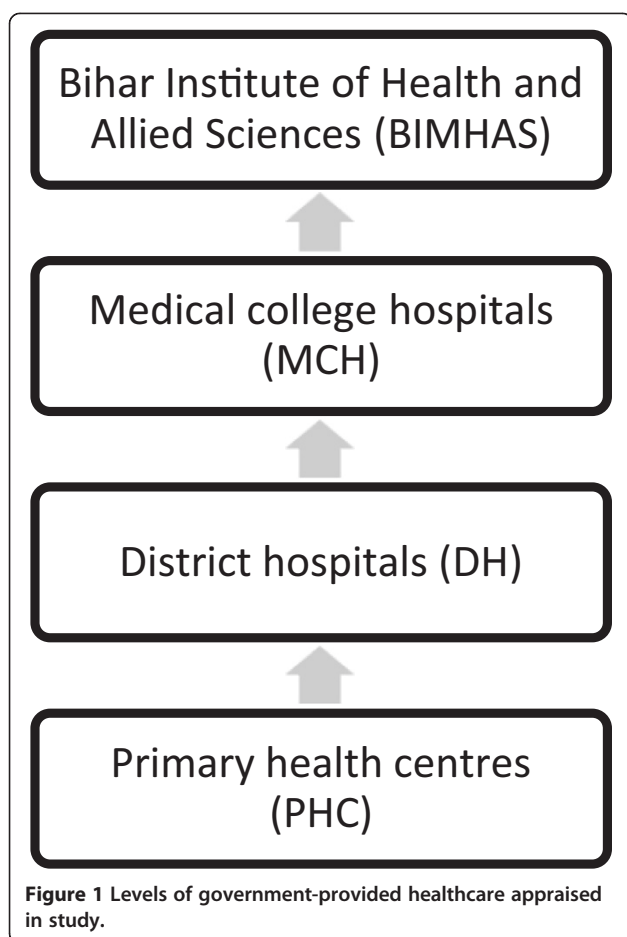 Bihar Institute of Health and
Allied Sciences (BIMHAS)
Medical college hospitals
(MCH)
District hospitals (DH)
Primary health centres
(PHC)
Figure 1 Levels of government-provided healthcare appraised
in study.